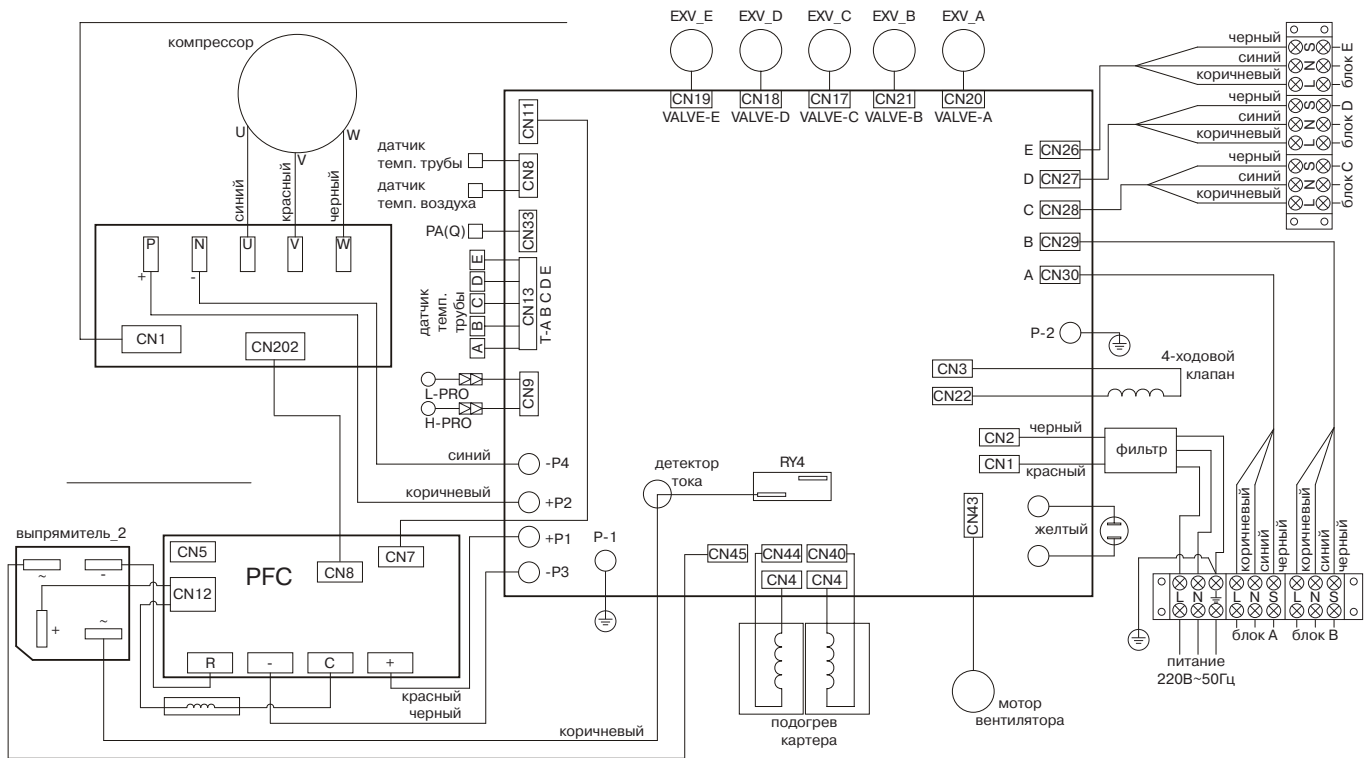 EXV_E EXV_D EXV_C EXV_B EXV_A
CN19 CN18 CN17 CN21 CN20
VALVE-E VALVE-D VALVE-C VALVE-B VALVE-A
компрессор
U V W
синий
красный
черный
P N U V W
+ -
CN1
CN202
CN11
датчик
темп. трубы
CN8
датчик
темп. воздуха
PA(Q)
CN33
датчик
темп.
трубы
E
D
C
B
A
CN13
T-A B C D E
L-PRO
H-PRO
CN9
синий
-P4
коричневый
+P2
+P1
-P3
P-1
детектор
тока
RY4
E CN26
D CN27
C CN28
B CN29
A CN30
P-2
CN3
CN22
4-ходовой
клапан
CN2
черный
CN1
красный
фильтр
CN43
желтый
CN45 CN44 CN40
CN4 CN4
подогрев
картера
мотор
вентилятора
черный
синий
коричневый
S
N
L
блок E
черный
синий
коричневый
S
N
L
блок D
черный
синий
коричневый
S
N
L
блок C
коричневый
синий
черный
коричневый
синий
черный
L N L N S L N S
блок A блок B
питание
220В~50Гц
выпрямитель_2
~ -
+ ~
CN5
PFC
CN8
CN7
CN12
R - C +
красный
черный
коричневый